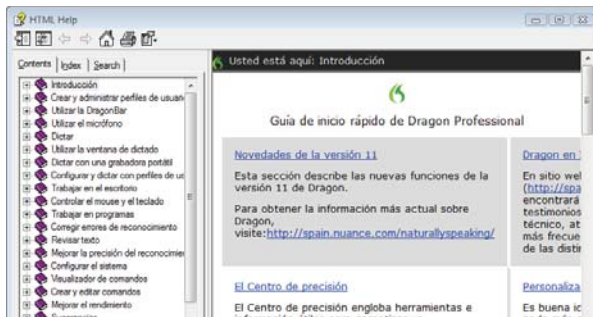 HTML Help
Contents Index Search
Introducción
Crear y administrar perfiles de usuari
Utilizar la DragonBar
Utilizar el micrófono
Dictar
Utilizar la ventana de dictado
Dictar con una grabadora portátil
Configurar y dictar con perfiles de us
Trabajar en el escritorio
Controlar el mouse y el teclado
Trabajar en programas
Corregir errores de reconocimiento
Revisar texto
Mejorar la precisión del reconocimie
Configurar el sistema
Visualizador de comandos
Crear y editar comandos
Mejorar el rendimiento
Usted está aquí: Introducción
Guía de inicio rápido de Dragon Professional
Novedades de la versión 11
Esta sección describe las nuevas funciones de la
versión 11 de Dragon.
Para obtener la información más actual sobre
Dragon,
visite:http://spain.nuance.com/naturallyspeaking/
El Centro de precisión
El Centro de precisión engloba herramientas e
Dragon en
En sitio wel
(http://spa
encontrará
testimonios
técnico, at
más frecue
de las distin
Personaliza
Es buena ic